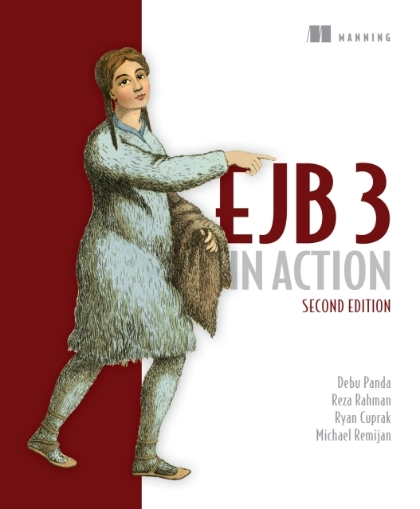 MANNING
EJB 3
IN ACTION
SECOND EDITION
Debu Panda
Reza Rahman
Ryan Cuprak
Michael Remijan